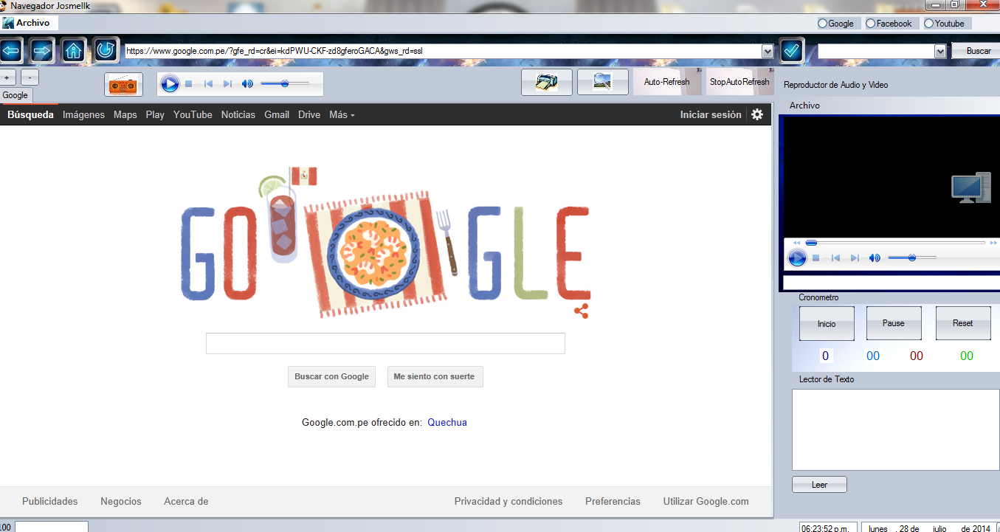 Navegador Josmellk
Archivo
Google Facebook Youtube
https://www.google.com.pe/?gfe_rd=cr&ei=kdPWU-CKF-zd8gferoGACA&gws_rd=ssl
Buscar
+ -
Auto-Refresh StopAutoRefresh
Reproductor de Audio y Video
Google
Archivo
Búsqueda Imágenes Maps Play YouTube Noticias Gmail Drive Más
Iniciar sesión
GOOGLE
Cronometro
Inicio Pause Reset
0 00 00 00
Buscar con Google Me siento con suerte
Lector de Texto
Google.com.pe ofrecido en: Quechua
Leer
Publicidades Negocios Acerca de Privacidad y condiciones Preferencias Utilizar Google.com
100
06:23:52 p.m. lunes , 28 de julio de 2014